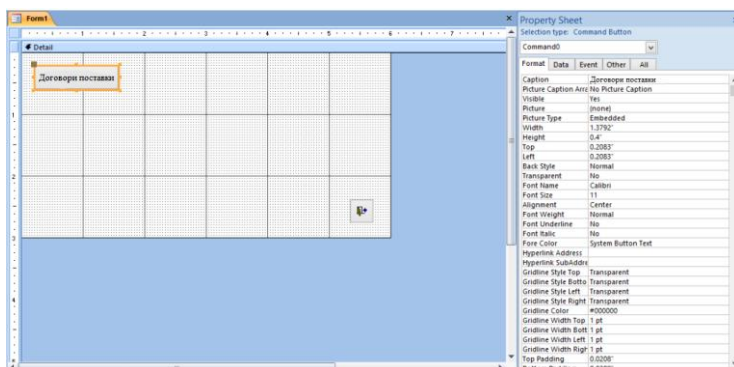 Form1
Property Sheet
Selection type: Command Button
Detail
Command0
Договори поставки
Format Data Event Other All
Caption Договори поставки
Picture Caption Arra No Picture Caption
Visible Yes
Picture (none)
Picture Type Embedded
Width 1.3792"
Height 0.4"
Top 0.2083"
Left 0.2083"
Back Style Normal
Transparent No
Font Name Calibri
Font Size 11
Alignment Center
Font Weight Normal
Font Underline No
Font Italic No
Fore Color System Button Text
Hyperlink Address
Hyperlink SubAddre
Gridline Style Top Transparent
Gridline Style Botto Transparent
Gridline Style Left Transparent
Gridline Style Right Transparent
Gridline Color #000000
Gridline Width Top 1 pt
Gridline Width Bott 1 pt
Gridline Width Left 1 pt
Gridline Width Righ 1 pt
Top Padding 0.0208"